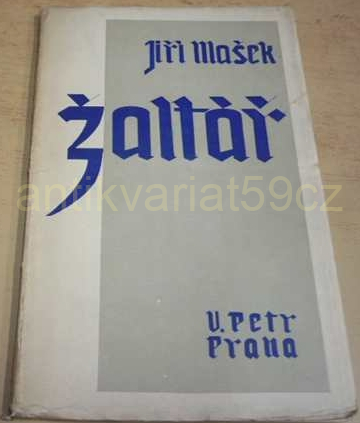 Jiří Mašek
žaltář
antikvariat59cz
V. Petr
Praha